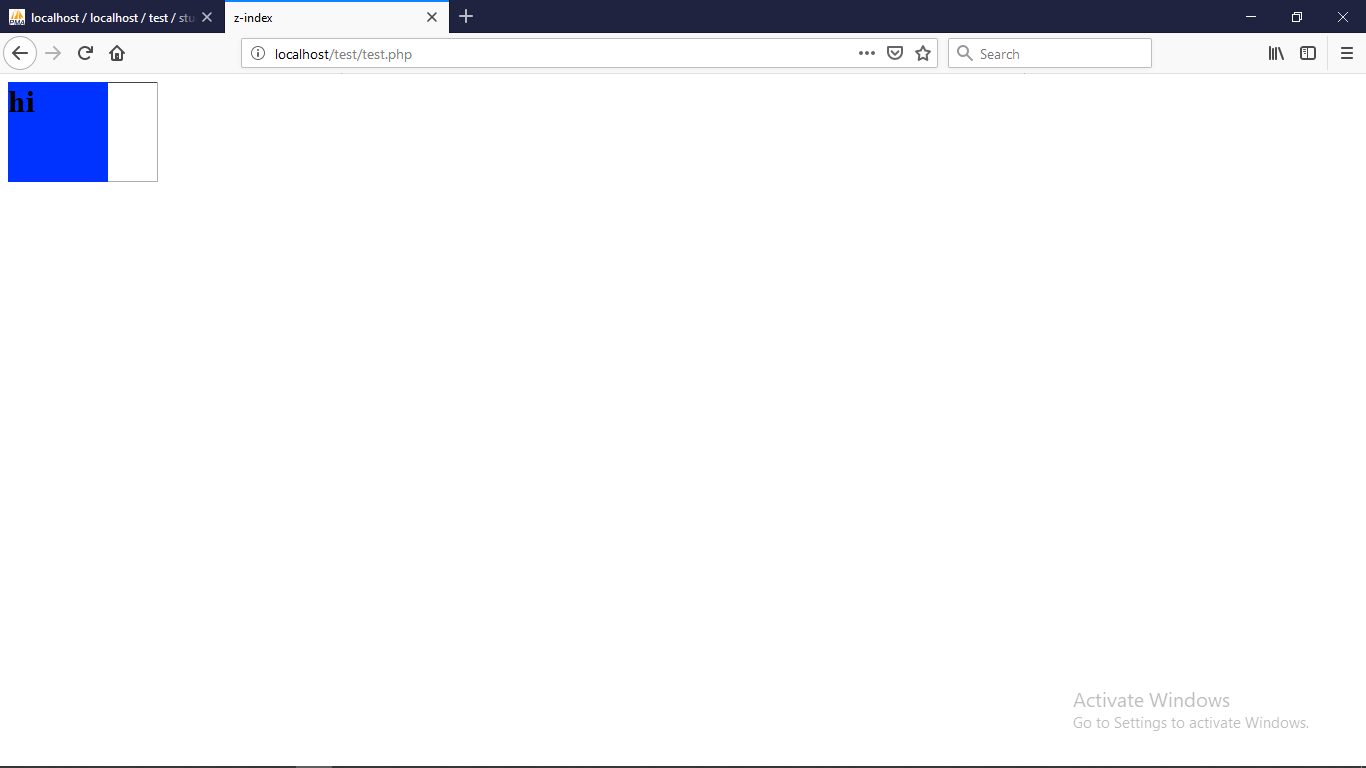 localhost / localhost / test / stu
z-index
localhost/test/test.php
Search
hi
Activate Windows
Go to Settings to activate Windows.